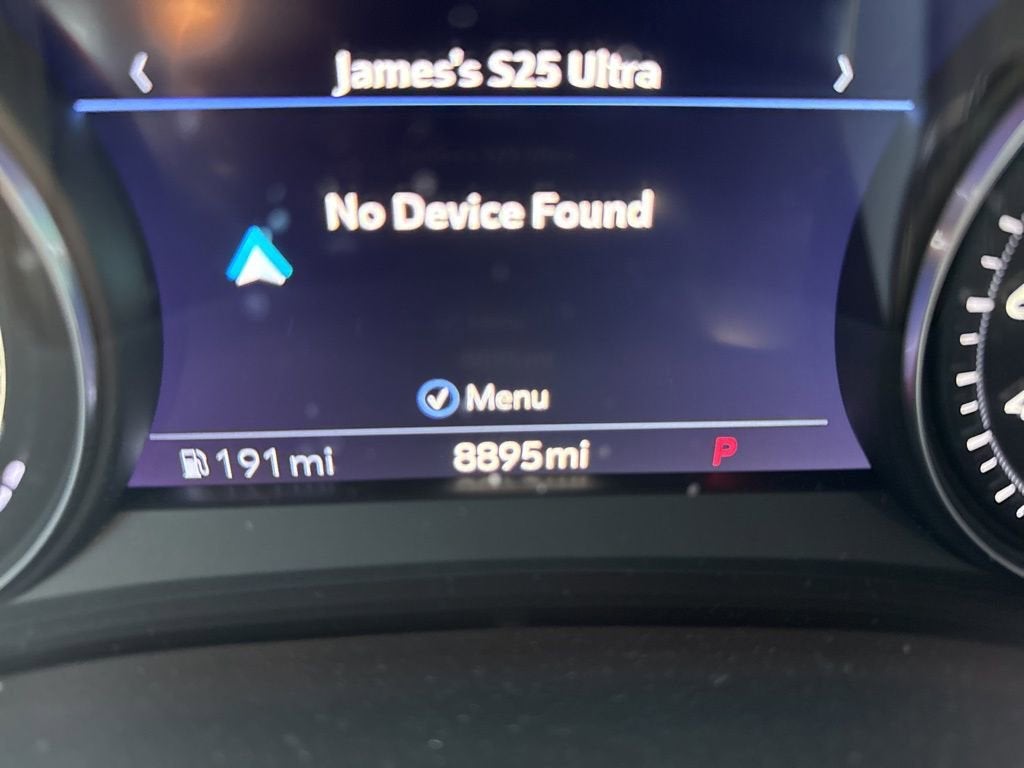 James's S25 Ultra
No Device Found
Menu
191 mi 8895mi P